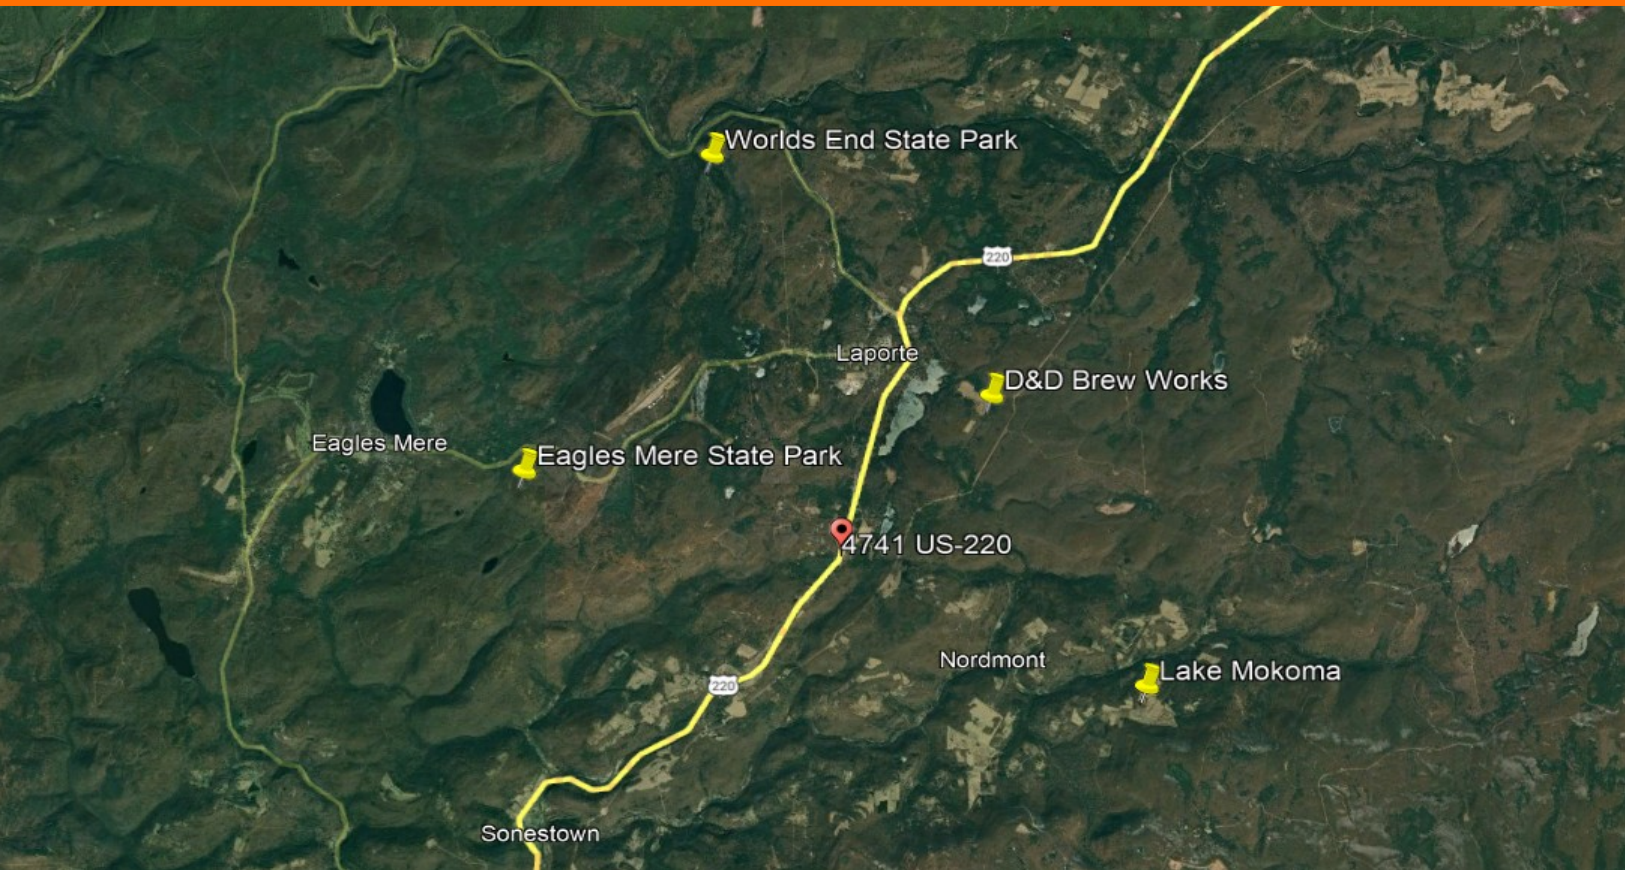 Worlds End State Park
220
Laporte
D&D Brew Works
Eagles Mere
Eagles Mere State Park
4741 US-220
Nordmont
Lake Mokoma
220
Sonestown